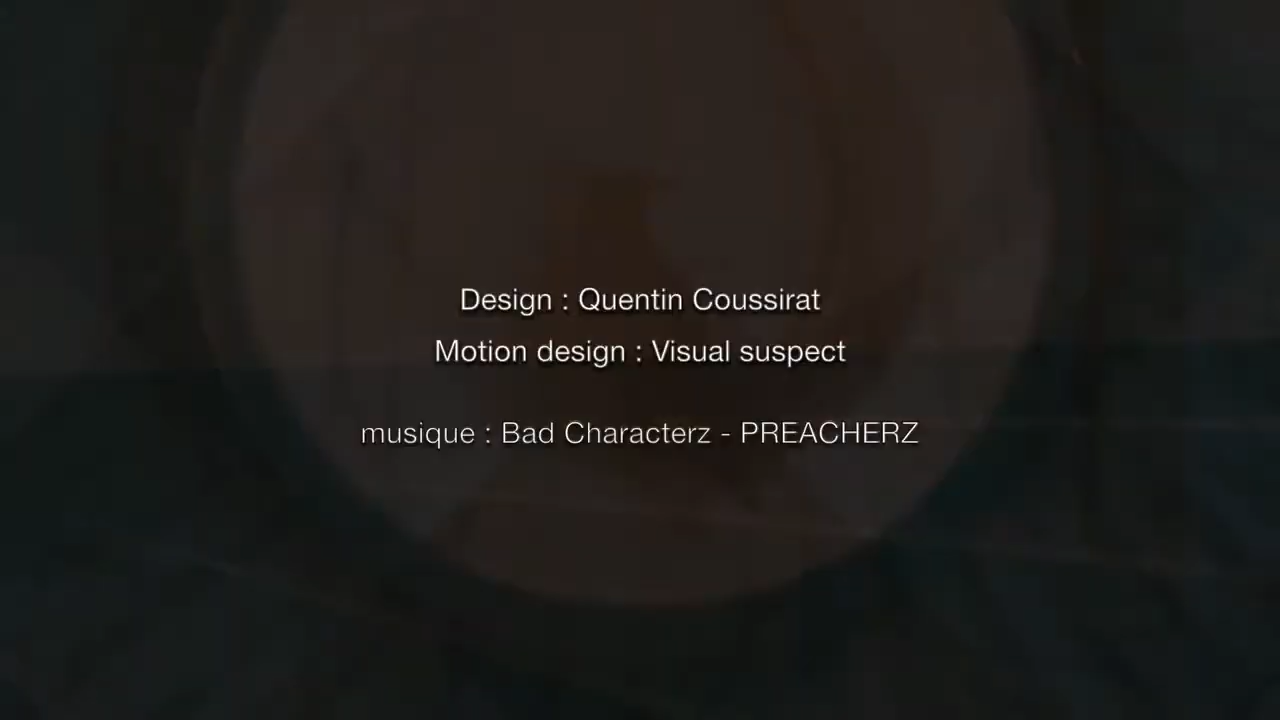 Design : Quentin Coussirat
Motion design : Visual suspect
musique : Bad Characterz - PREACHERZ